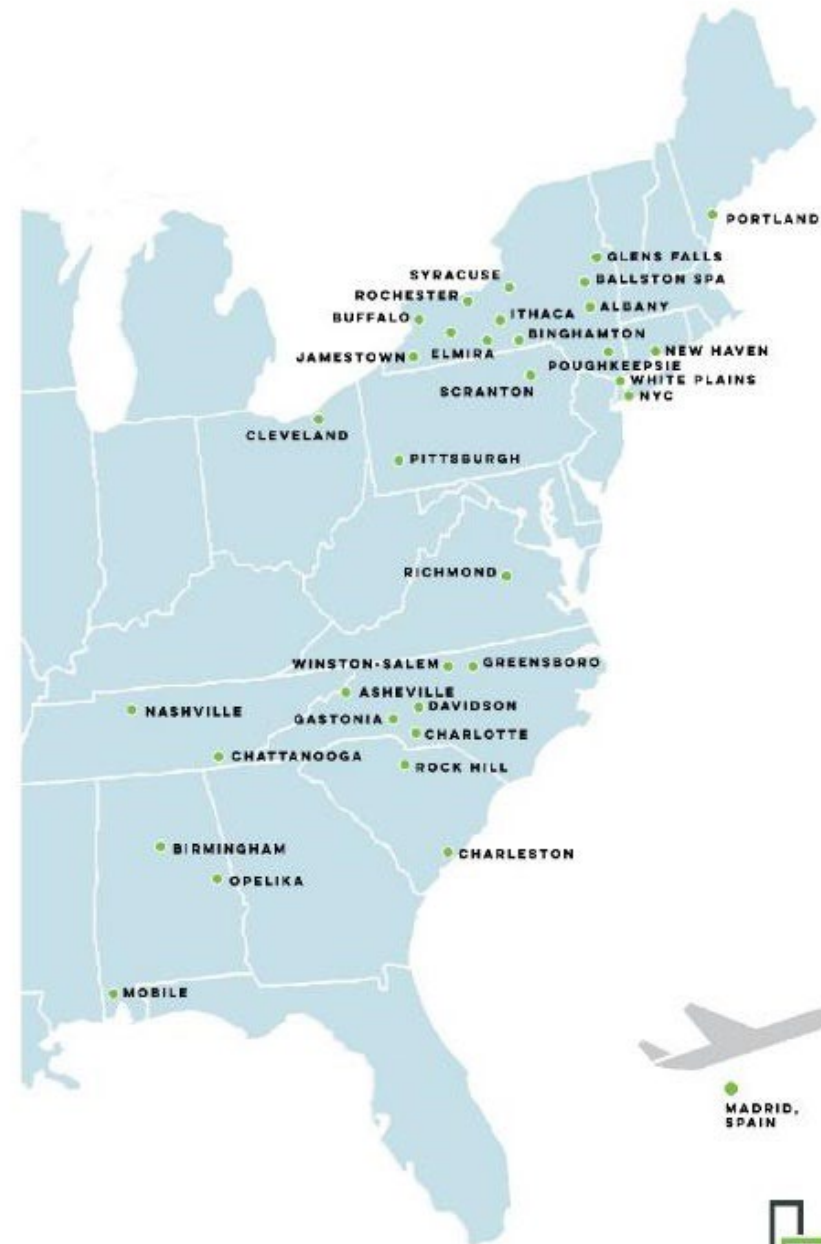 PORTLAND
GLENS FALLS
SYRACUSE
BALLSTON SPA
ROCHESTER
ALBANY
ITHACA
BUFFALO
BINGHAMTON
JAMESTOWN
ELMIRA
NEW HAVEN
POUGHKEEPSIE
WHITE PLAINS
SCRANTON
NYC
CLEVELAND
PITTSBURGH
RICHMOND
WINSTON-SALEM
GREENSBORO
ASHEVILLE
DAVIDSON
NASHVILLE
GASTONIA
CHARLOTTE
CHATTANOOGA
ROCK HILL
BIRMINGHAM
CHARLESTON
OPELIKA
MOBILE
MADRID,
SPAIN